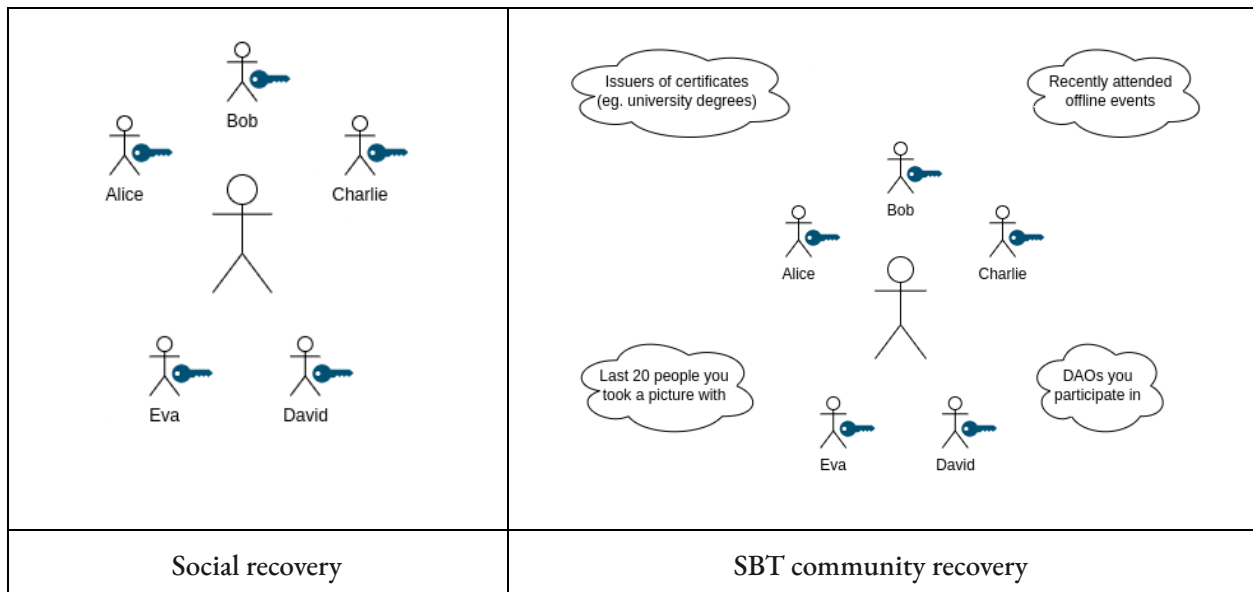 Bob
Alice
Charlie
Eva
David
Social recovery
Issuers of certificates
(eg. university degrees)
Recently attended
offline events
Bob
Alice
Charlie
Last 20 people you
took a picture with
DAOs you
participate in
Eva
David
SBT community recovery